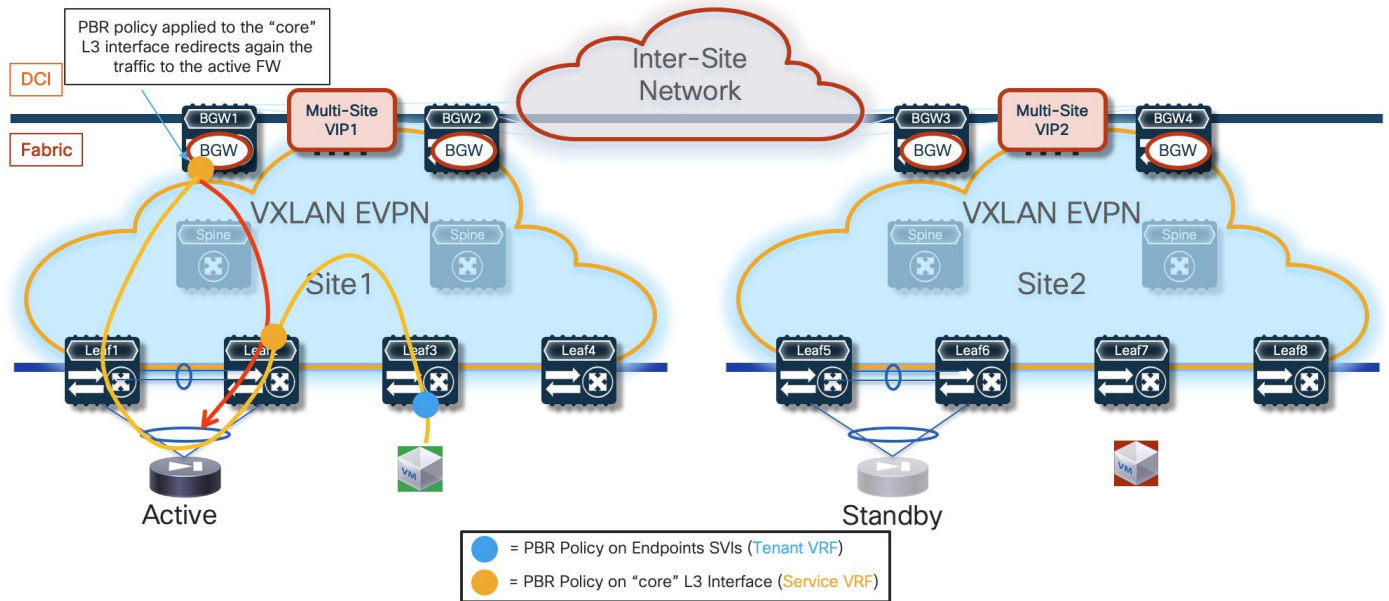 PBR policy applied to the “core”
L3 interface redirects again the
traffic to the active FW
DCI
Fabric
BGW1
BGW
Multi-Site
VIP1
BGW2
BGW
Inter-Site
Network
BGW3
BGW
Multi-Site
VIP2
BGW4
BGW
VXLAN EVPN
Spine
Spine
Site1
VXLAN EVPN
Spine
Spine
Site2
Leaf1
Leaf3
Leaf4
Leaf5
Leaf6
Leaf7
Leaf8
VM
VM
Active
Standby
= PBR Policy on Endpoints SVIs (Tenant VRF)
= PBR Policy on “core” L3 Interface (Service VRF)